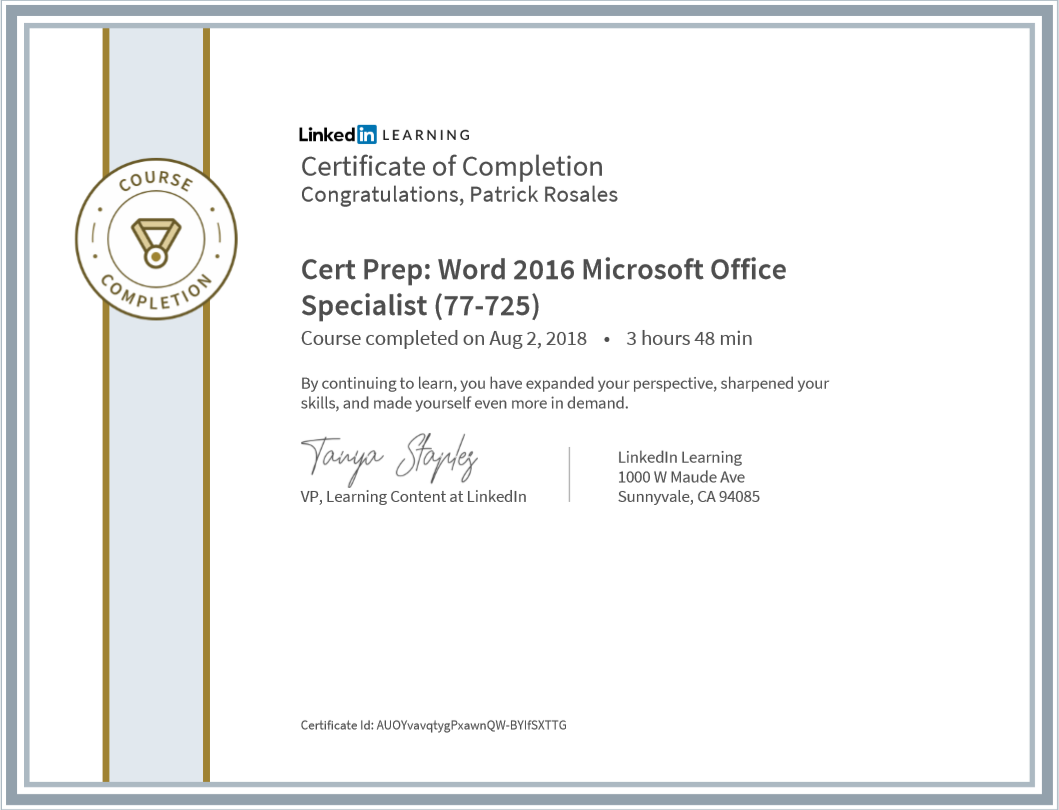 COURSE
COMPLETION
Linkedin LEARNING
Certificate of Completion
Congratulations, Patrick Rosales
Cert Prep: Word 2016 Microsoft Office
Specialist (77-725)
Course completed on Aug 2, 2018 • 3 hours 48 min
By continuing to learn, you have expanded your perspective, sharpened your
skills, and made yourself even more in demand.
Tanya Staples
VP, Learning Content at LinkedIn
LinkedIn Learning
1000 W Maude Ave
Sunnyvale, CA 94085
Certificate Id: AUOYvavqtygPxawnQW-BYIfSXTTG